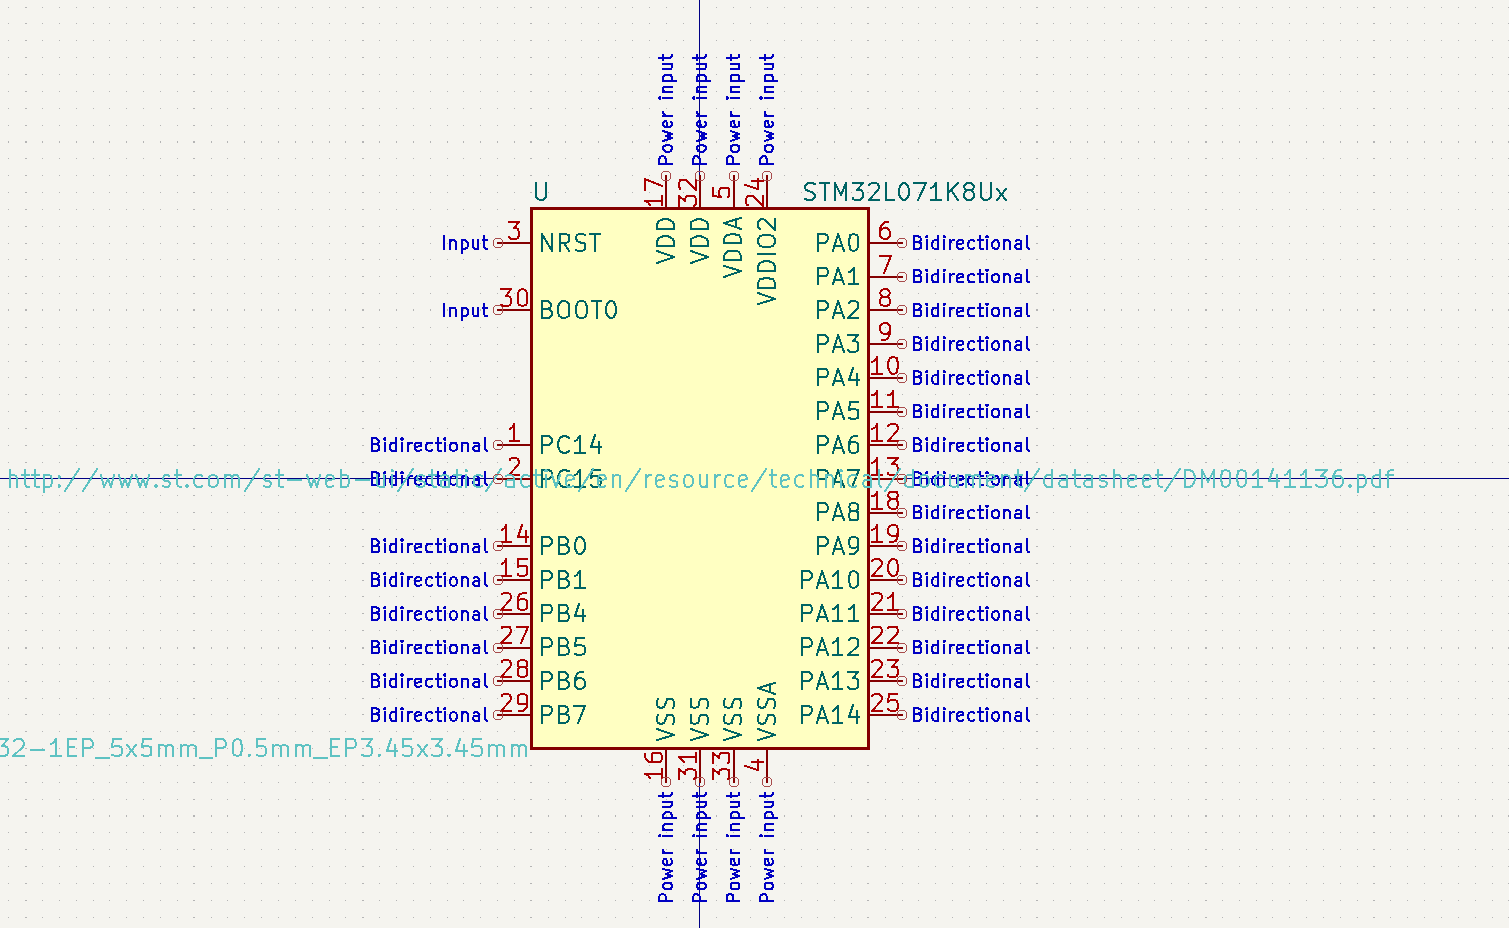 Power input
Power input
Power input
Power input
17
32
5
24
U
STM32L071K8Ux
VDD
VDD
VDDA
VDDIO2
Input 3 NRST
Input 30 BOOT0
Bidirectional 1 PC14
Bidirectional 2 PC15
http://www.st.com/st-web-ui/static/active/en/resource/technical/document/datasheet/DM00141136.pdf
Bidirectional 14 PB0
Bidirectional 15 PB1
Bidirectional 26 PB4
Bidirectional 27 PB5
Bidirectional 28 PB6
Bidirectional 29 PB7
PA0 6 Bidirectional
PA1 7 Bidirectional
PA2 8 Bidirectional
PA3 9 Bidirectional
PA4 10 Bidirectional
PA5 11 Bidirectional
PA6 12 Bidirectional
PA7 13 Bidirectional
PA8 18 Bidirectional
PA9 19 Bidirectional
PA10 20 Bidirectional
PA11 21 Bidirectional
PA12 22 Bidirectional
PA13 23 Bidirectional
PA14 25 Bidirectional
VSS
VSS
VSS
VSSA
32-1EP_5x5mm_P0.5mm_EP3.45x3.45mm
16
31
33
4
Power input
Power input
Power input
Power input